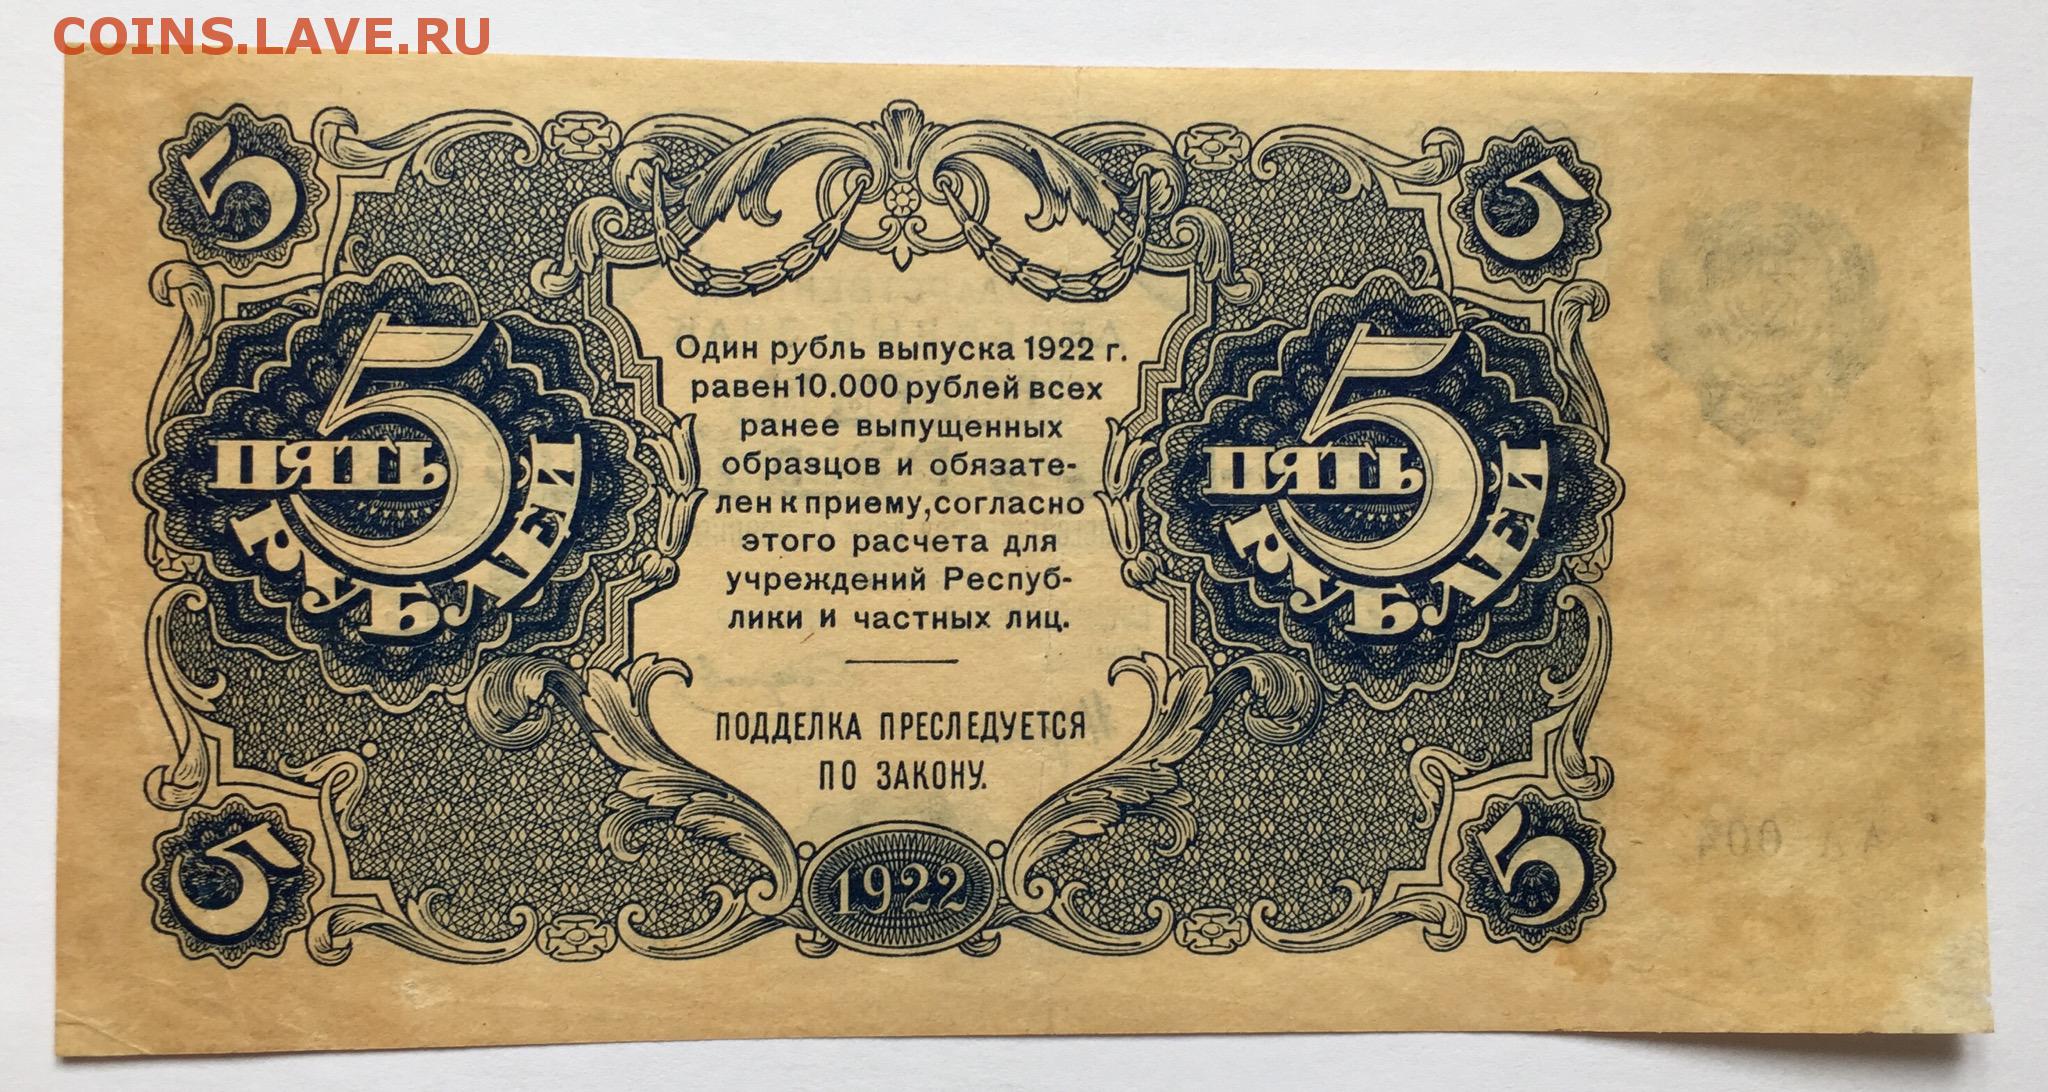 COINS.LAVE.RU
5
5
5
5
ПЯТЬ
ПЯТЬ
РУБЛЕЙ
РУБЛЕЙ
Один рубль выпуска 1922 г.
равен 10.000 рублей всех
ранее выпущенных
образцов и обязате-
лен к приему, согласно
этого расчета для
учреждений Респуб-
лики и частных лиц.
ПОДДЕЛКА ПРЕСЛЕДУЕТСЯ
ПО ЗАКОНУ.
5
1922
5